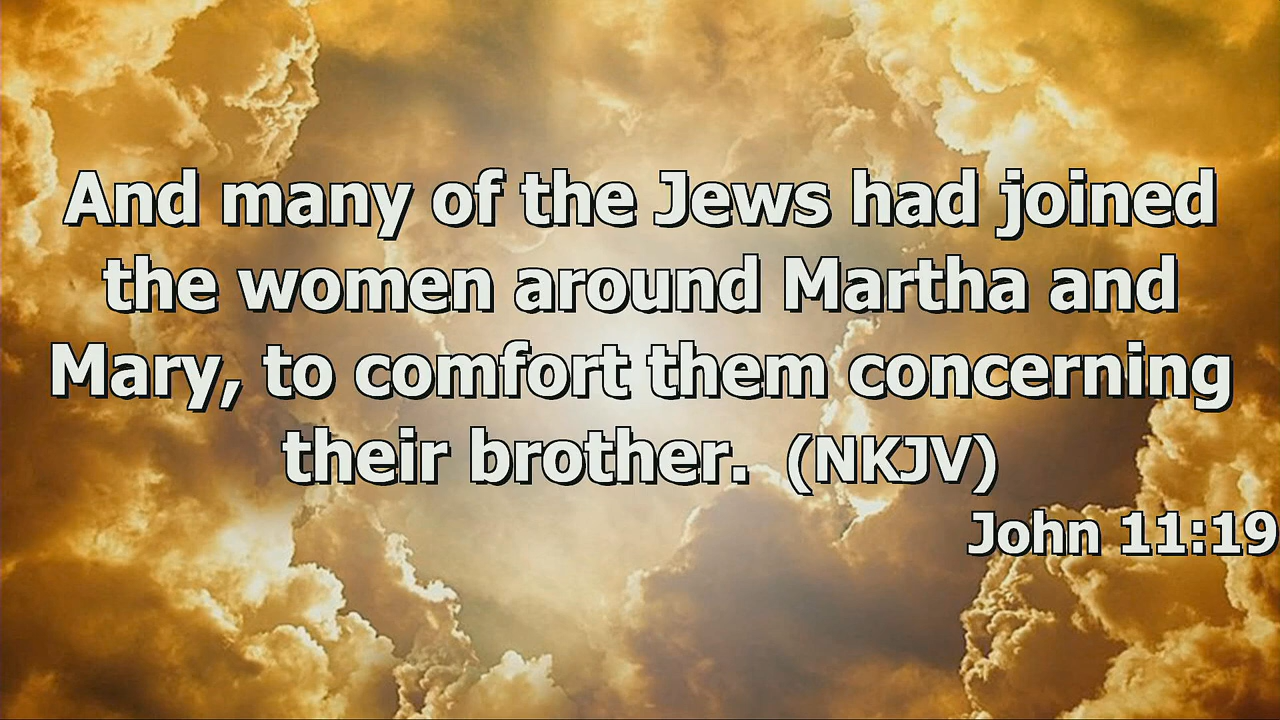 And many of the Jews had joined
the women around Martha and
Mary, to comfort them concerning
their brother. (NKJV)
John 11:19